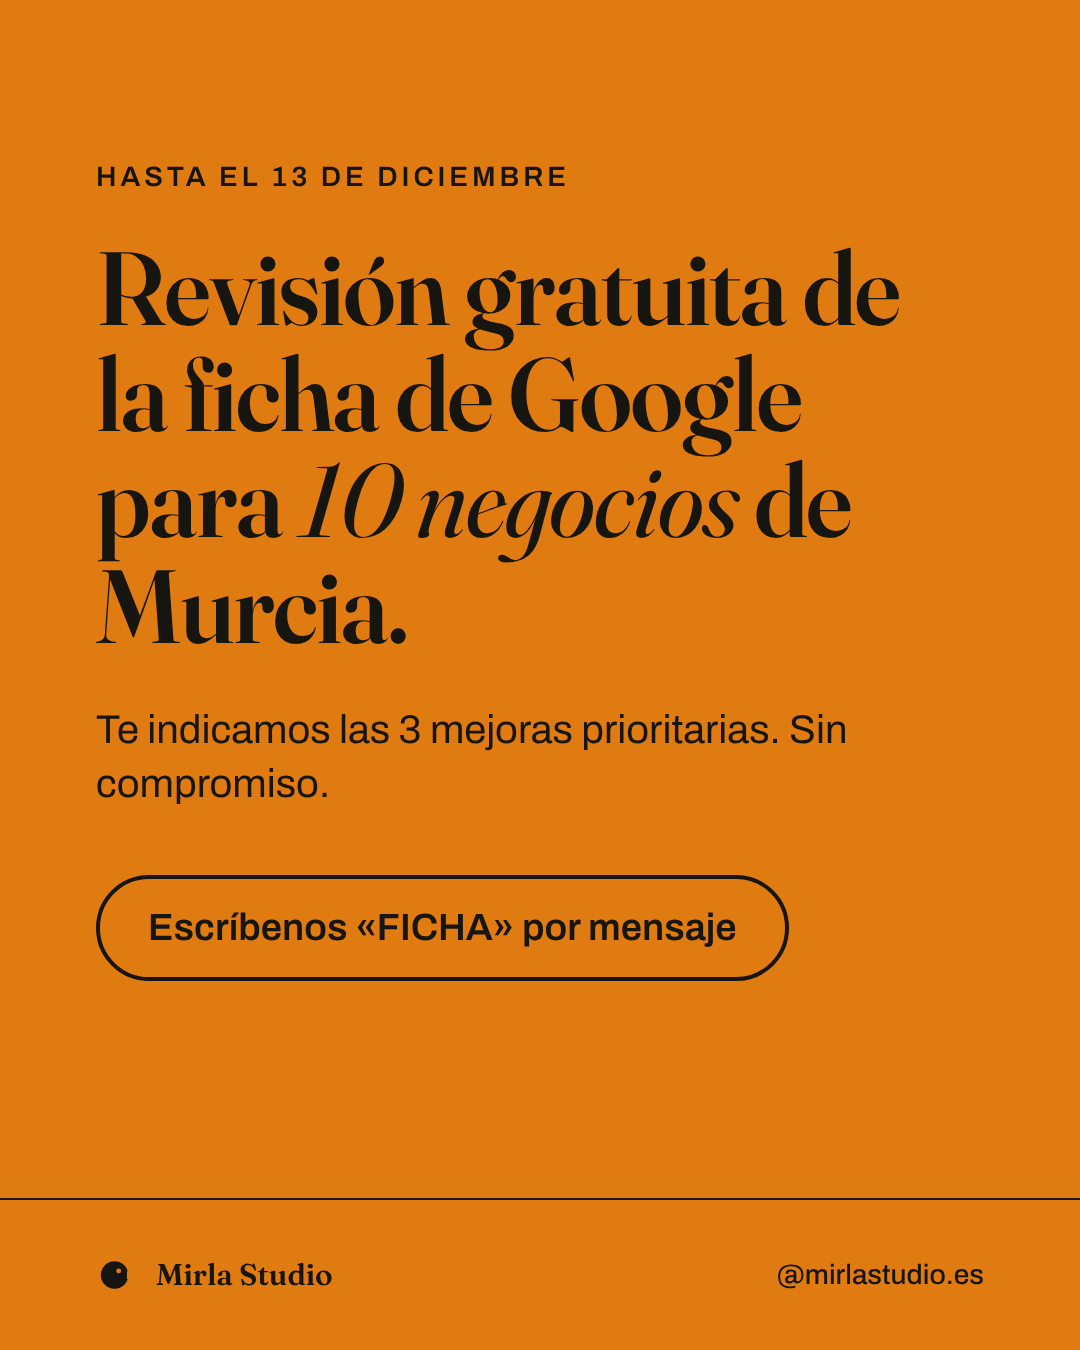 HASTA EL 13 DE DICIEMBRE
Revisión gratuita de
la ficha de Google
para 10 negocios de
Murcia.
Te indicamos las 3 mejoras prioritarias. Sin
compromiso.
Escríbenos «FICHA» por mensaje
Mirla Studio
@mirlastudio.es